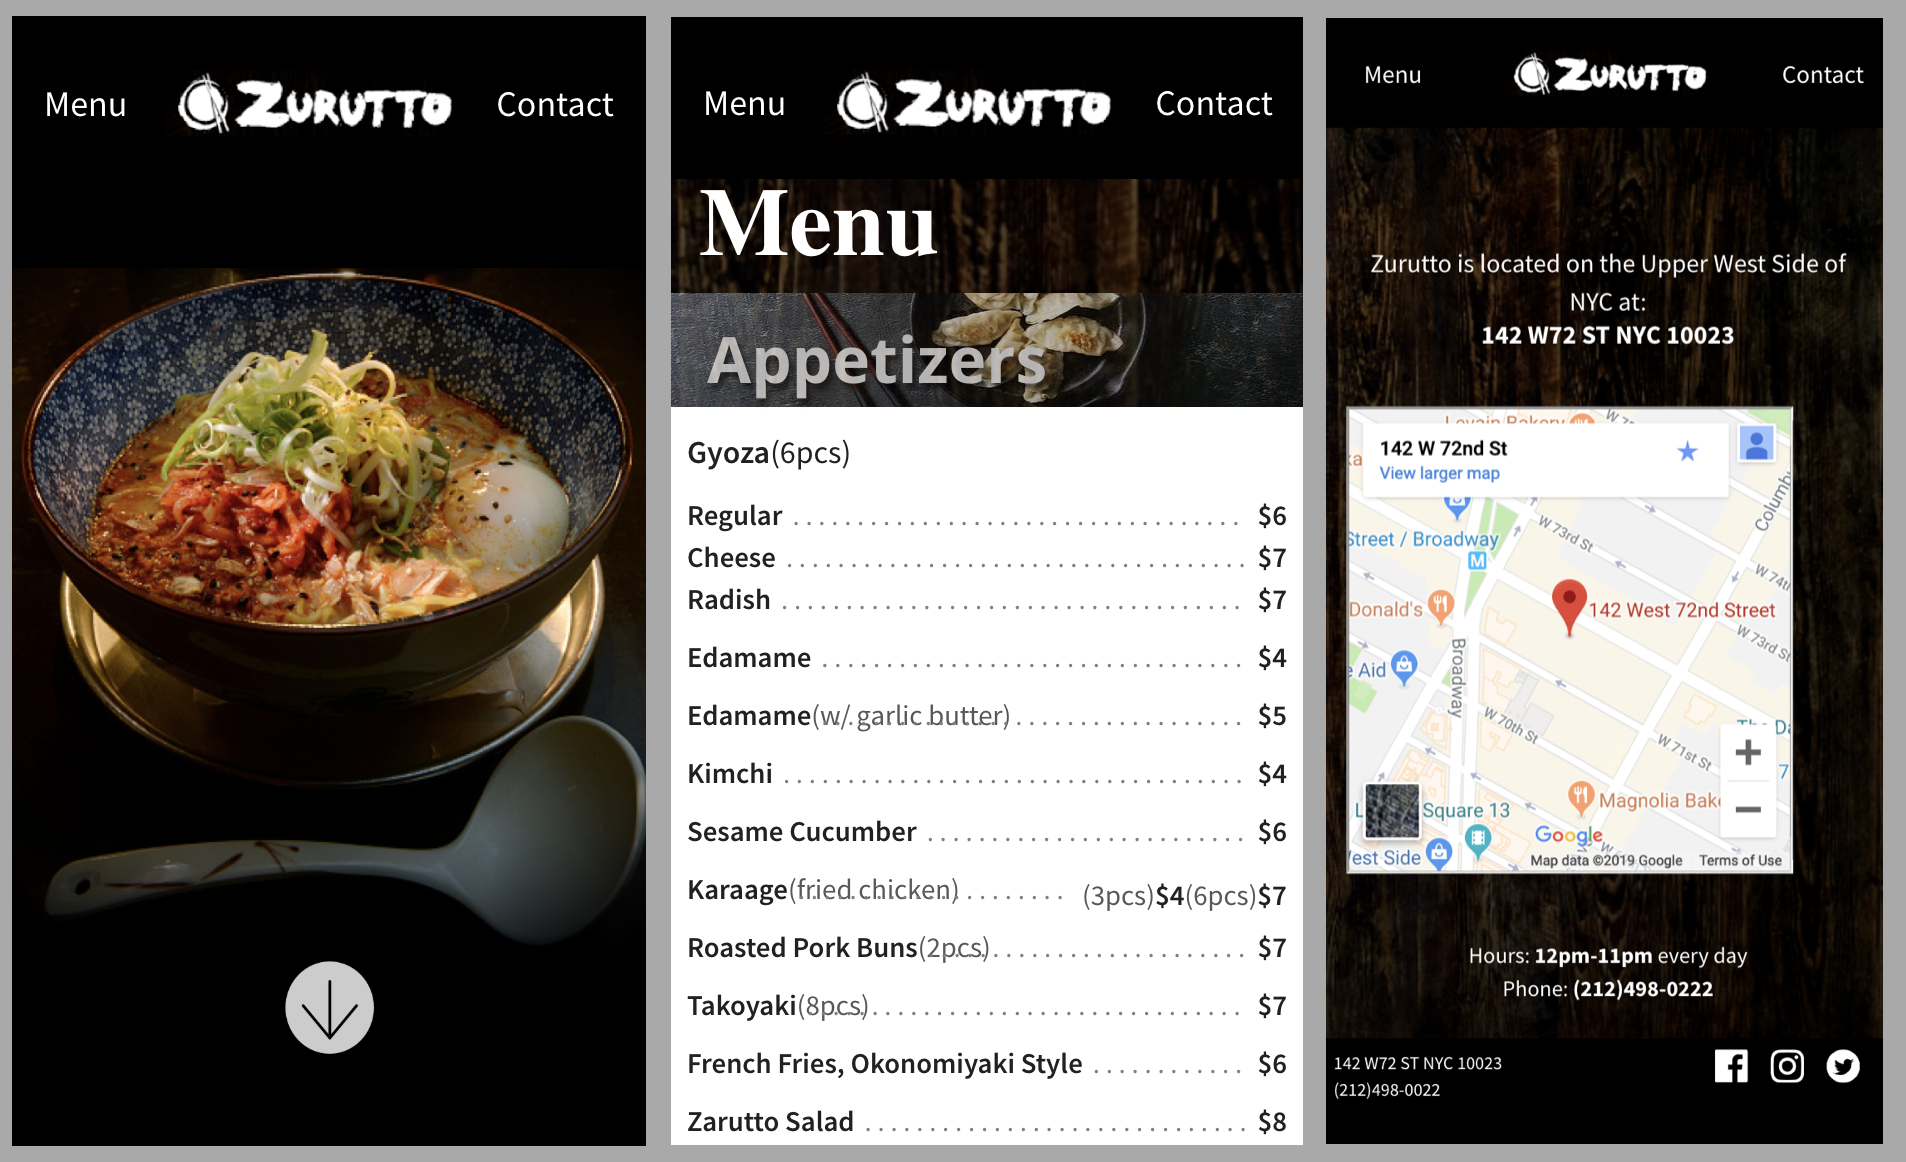 Menu ZURUTTO Contact
Menu ZURUTTO Contact
Menu
Appetizers
Gyoza(6pcs)
Regular . . . . . . . . . . . . . . . . . . . . . . . . . . . . . . . . . . . $6
Cheese . . . . . . . . . . . . . . . . . . . . . . . . . . . . . . . . . . . . $7
Radish . . . . . . . . . . . . . . . . . . . . . . . . . . . . . . . . . . . . $7
Edamame . . . . . . . . . . . . . . . . . . . . . . . . . . . . . . . . . $4
Edamame(w/ garlic butter) . . . . . . . . . . . . . . . . . . $5
Kimchi . . . . . . . . . . . . . . . . . . . . . . . . . . . . . . . . . . . . $4
Sesame Cucumber . . . . . . . . . . . . . . . . . . . . . . . . . $6
Karaage(fried chicken) . . . . . . . . (3pcs)$4(6pcs)$7
Roasted Pork Buns(2pcs) . . . . . . . . . . . . . . . . . . . . $7
Takoyaki(8pcs) . . . . . . . . . . . . . . . . . . . . . . . . . . . . . $7
French Fries, Okonomiyaki Style . . . . . . . . . . . . $6
Zarutto Salad . . . . . . . . . . . . . . . . . . . . . . . . . . . . . . $8
Menu ZURUTTO Contact
Zurutto is located on the Upper West Side of
NYC at:
142 W72 ST NYC 10023
Levain Bakery
142 W 72nd St
View larger map
Columb
W 73rd St
Street / Broadway
M
W 74th
Donald's
142 West 72nd Street
W 73rd St
e Aid
Broadway
W 70th St
The Da
W 71st St
7
Magnolia Bake
Square 13
Google
West Side
Map data ©2019 Google Terms of Use
Hours: 12pm-11pm every day
Phone: (212)498-0222
142 W72 ST NYC 10023
(212)498-0022